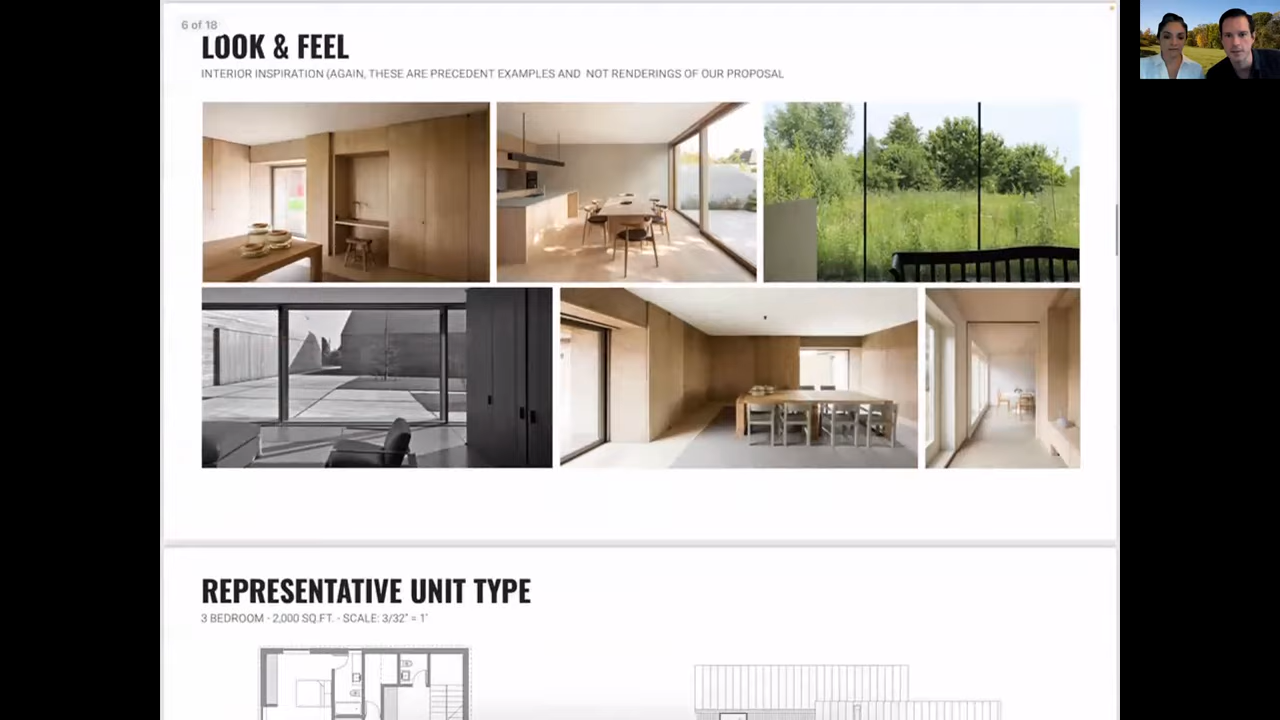 6 of 18
LOOK & FEEL
INTERIOR INSPIRATION (AGAIN, THESE ARE PRECEDENT EXAMPLES AND NOT RENDERINGS OF OUR PROPOSAL
REPRESENTATIVE UNIT TYPE
3 BEDROOM - 2,000 SQ.FT. - SCALE: 3/32" = 1'